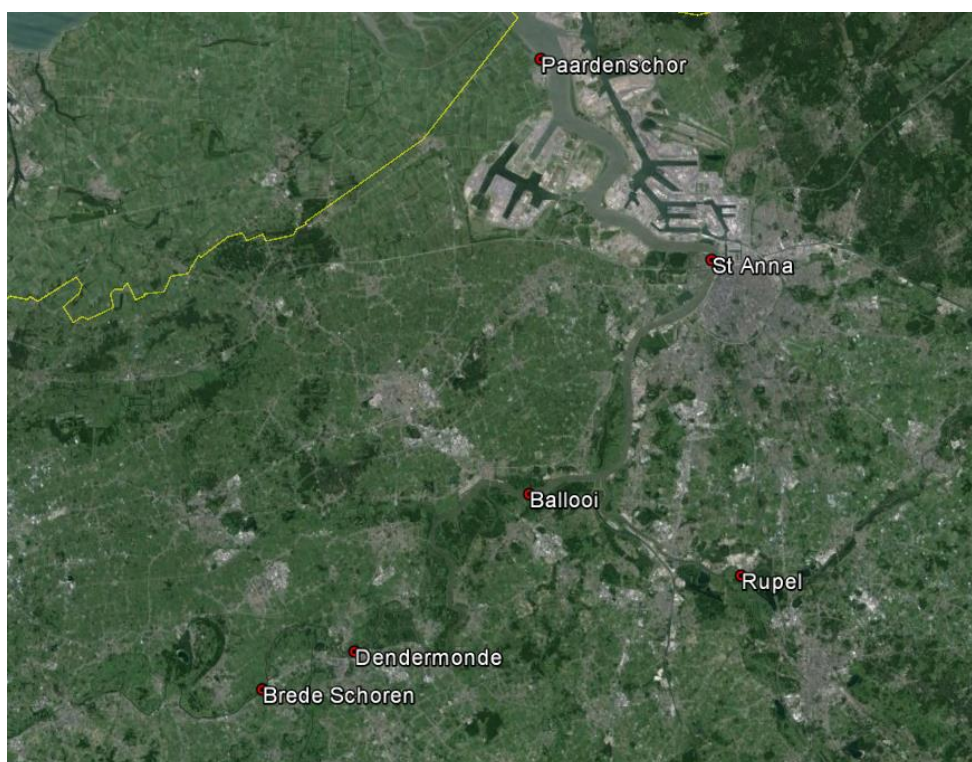 Paardenschor
St Anna
Ballooi
Rupel
Dendermonde
Brede Schoren